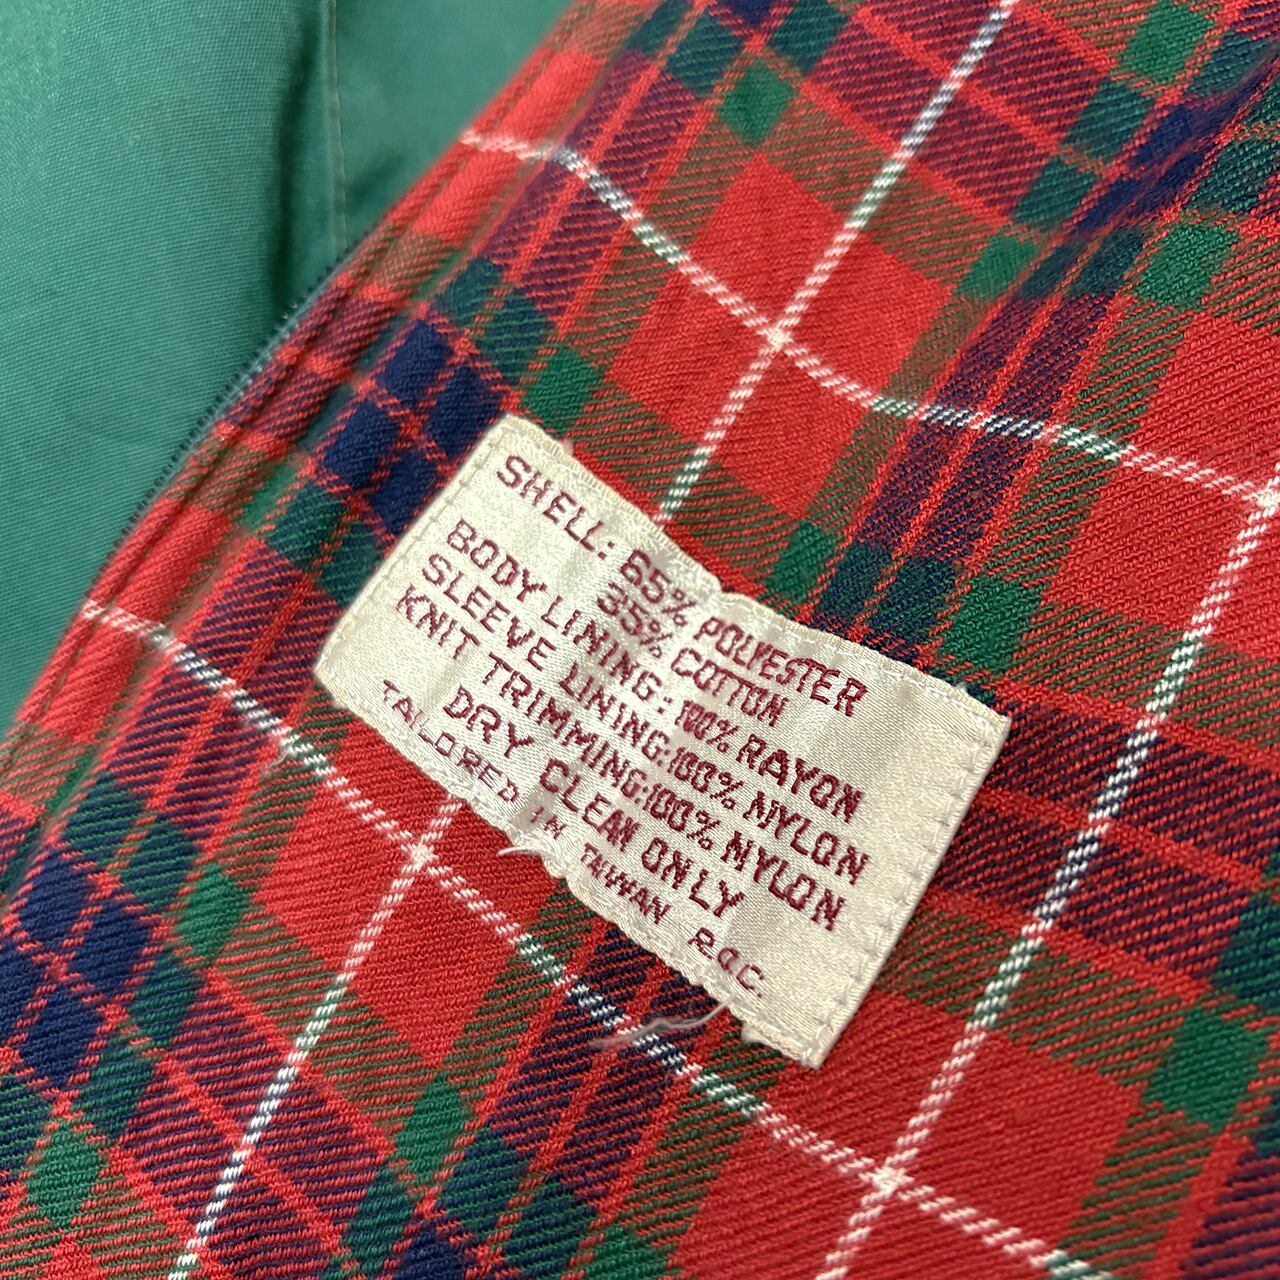 SHELL: 65% POLYESTER
35% COTTON
BODY LINING: 100% RAYON
SLEEVE LINING: 100% NYLON
KNIT TRIMMING: 100% NYLON
DRY CLEAN ONLY
TAILORED IN TAIWAN R.O.C.